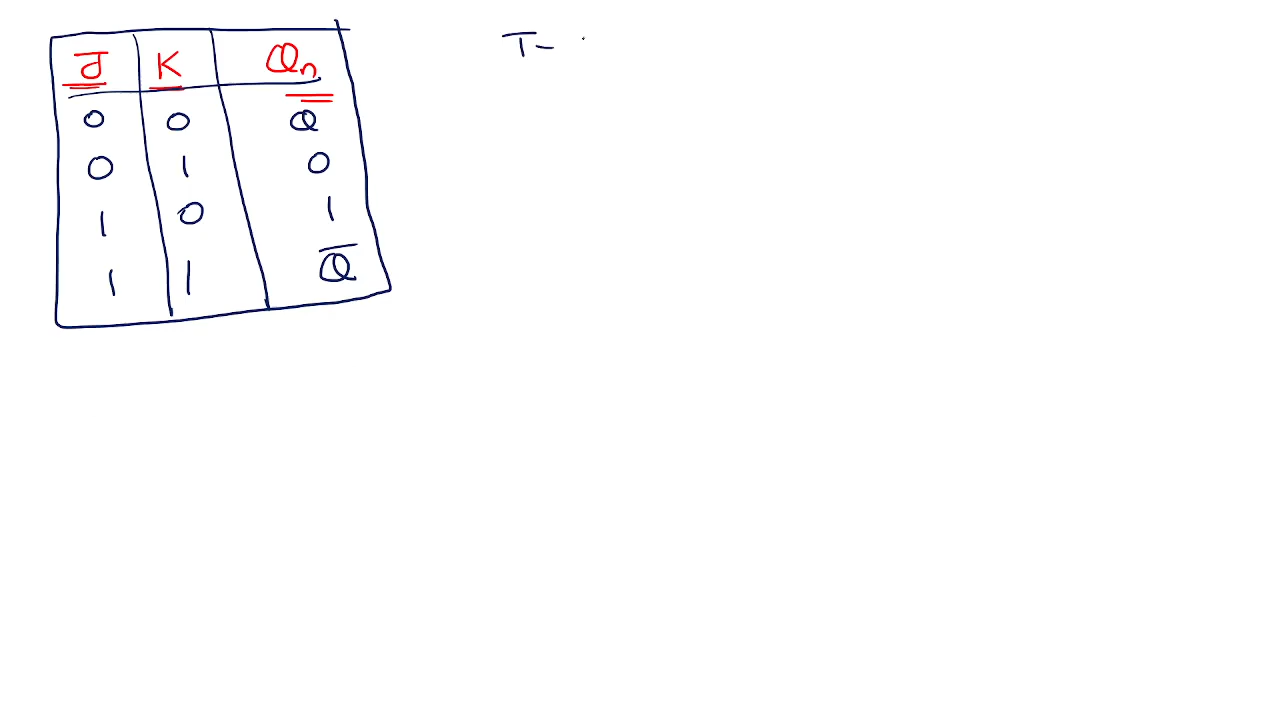 J K Qn
0 0 Q
0 1 0
1 0 1
1 1 Q̅
T-